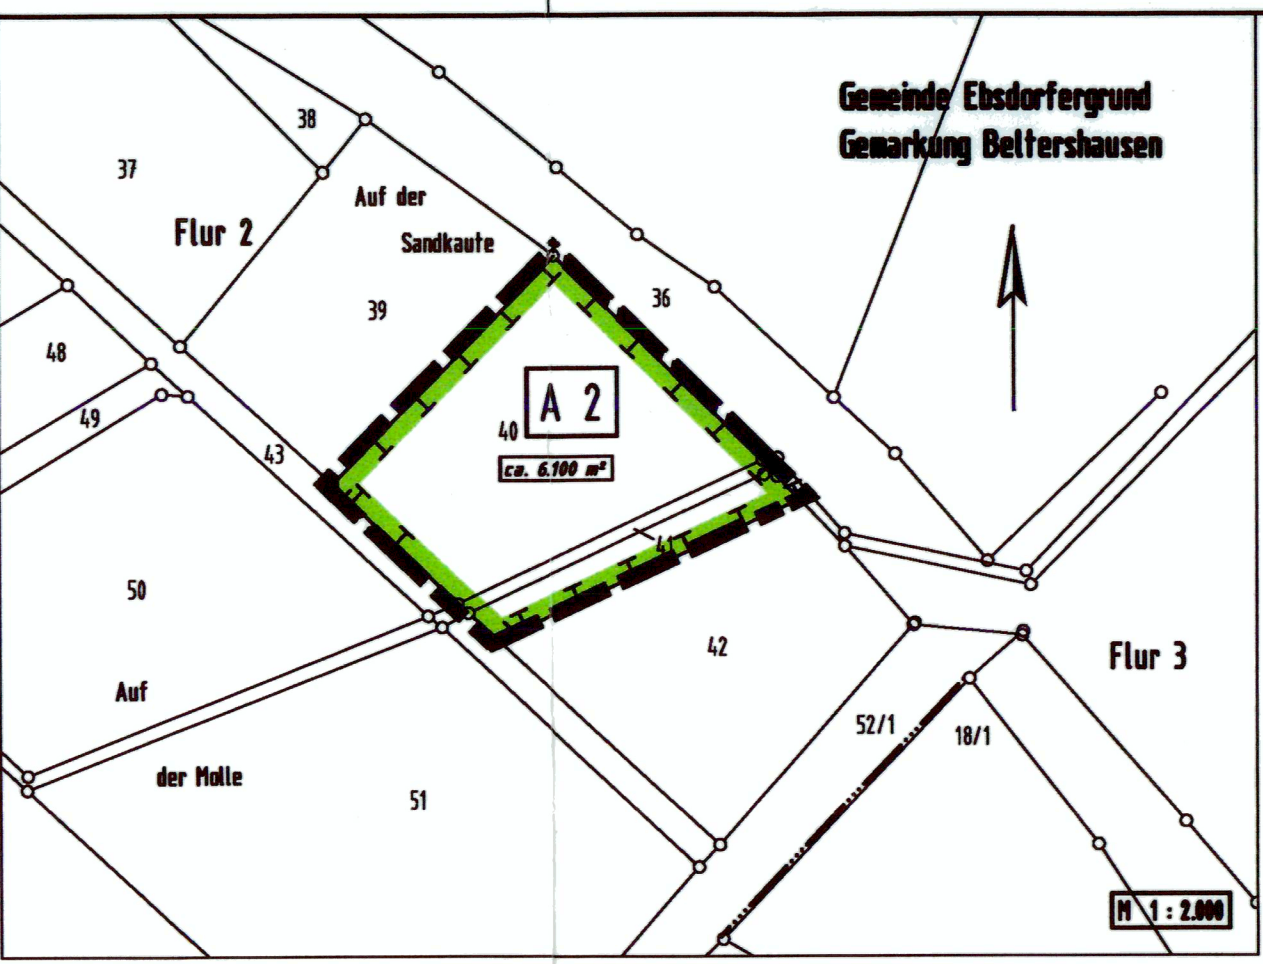 Gemeinde Ebsdorfergrund
Gemarkung Beltershausen
38
37
Auf der
Flur 2
Sandkaute
36
39
48
A 2
49
40
43
ca. 6.100 m²
41
50
42
Flur 3
Auf
52/1
18/1
der Molle
51
M 1 : 2.000